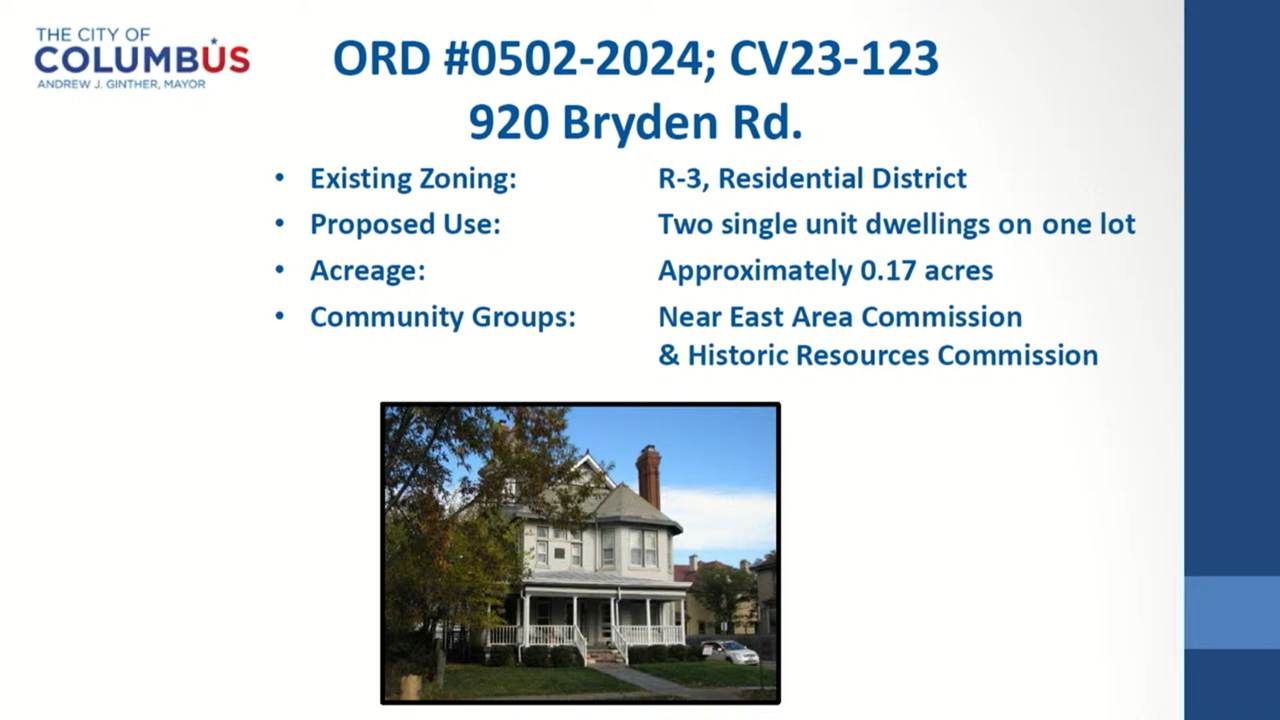 THE CITY OF
COLUMBUS
ANDREW J. GINTHER, MAYOR
ORD #0502-2024; CV23-123
920 Bryden Rd.
• Existing Zoning: R-3, Residential District
• Proposed Use: Two single unit dwellings on one lot
• Acreage: Approximately 0.17 acres
• Community Groups: Near East Area Commission
& Historic Resources Commission